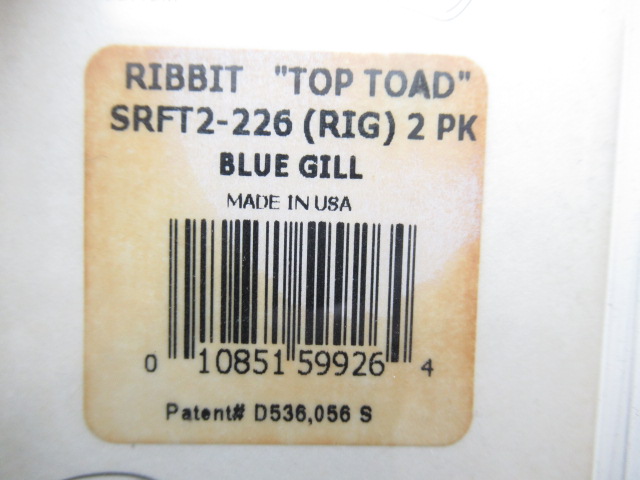 RIBBIT "TOP TOAD"
SRFT2-226 (RIG) 2 PK
BLUE GILL
MADE IN USA
0 10851 59926 4
Patent# D536,056 S